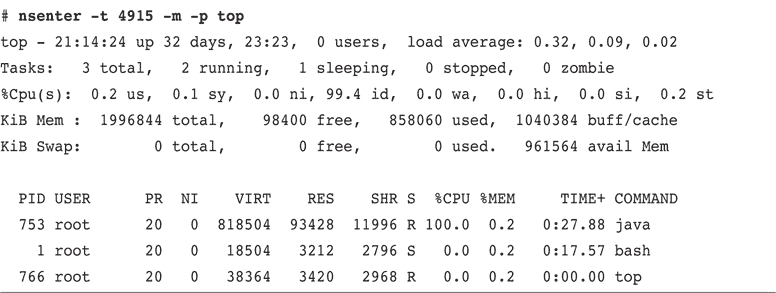 # nsenter -t 4915 -m -p top
top - 21:14:24 up 32 days, 23:23,  0 users,  load average: 0.32, 0.09, 0.02
Tasks:   3 total,   2 running,   1 sleeping,   0 stopped,   0 zombie
%Cpu(s):  0.2 us,  0.1 sy,  0.0 ni, 99.4 id,  0.0 wa,  0.0 hi,  0.0 si,  0.2 st
KiB Mem :  1996844 total,    98400 free,   858060 used,  1040384 buff/cache
KiB Swap:        0 total,        0 free,        0 used.   961564 avail Mem

  PID USER      PR  NI    VIRT    RES    SHR S  %CPU %MEM     TIME+ COMMAND
  753 root      20   0  818504  93428  11996 R 100.0  0.2   0:27.88 java
    1 root      20   0   18504   3212   2796 S   0.0  0.2   0:17.57 bash
  766 root      20   0   38364   3420   2968 R   0.0  0.2   0:00.00 top